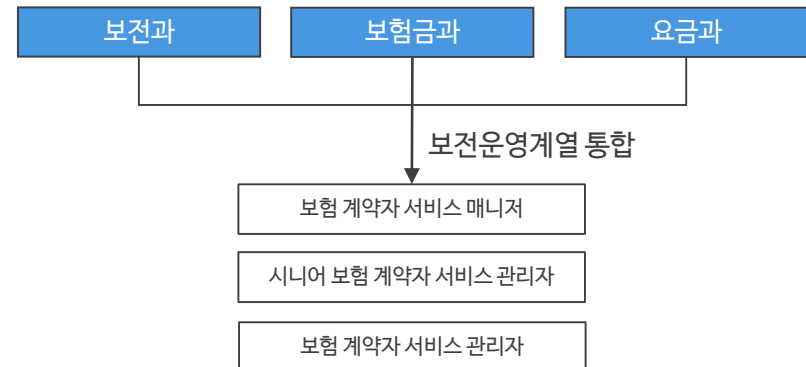 보전과
보험금과
요금과
보전운영계열 통합
보험 계약자 서비스 매니저
시니어 보험 계약자 서비스 관리자
보험 계약자 서비스 관리자